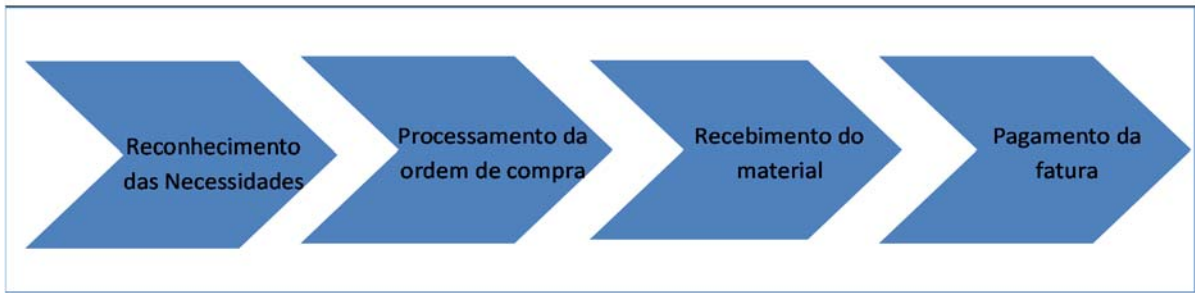 Reconhecimento
das Necessidades
Processamento da
ordem de compra
Recebimento do
material
Pagamento da
fatura